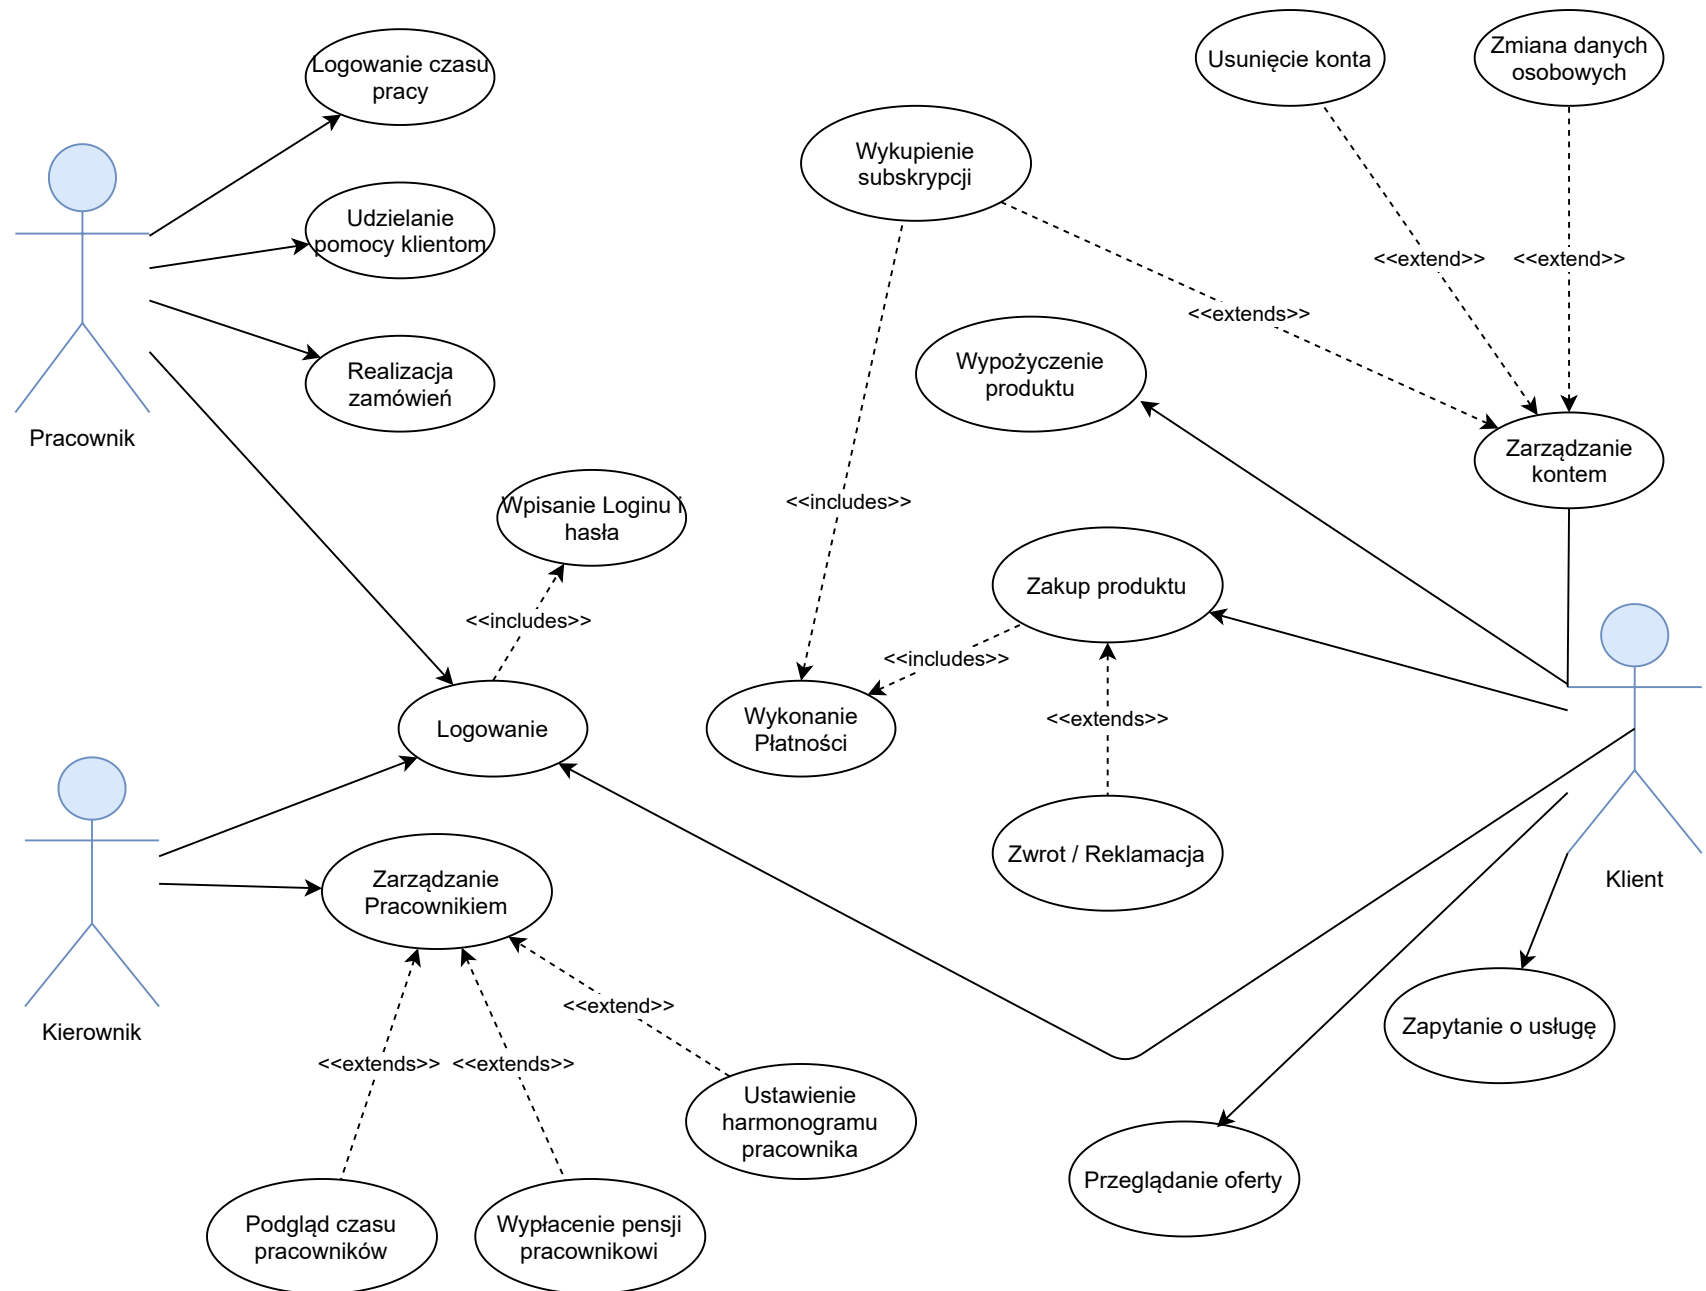 Logowanie czasu
pracy
Usunięcie konta
Zmiana danych
osobowych
Wykupienie
subskrypcji
Udzielanie
pomocy klientom
<<extend>>
<<extend>>
<<extends>>
Realizacja
zamówień
Wypożyczenie
produktu
Pracownik
Zarządzanie
kontem
Wpisanie Loginu i
hasła
<<includes>>
Zakup produktu
<<includes>>
<<includes>>
Logowanie
Wykonanie
Płatności
<<extends>>
Zwrot / Reklamacja
Klient
Zarządzanie
Pracownikiem
Kierownik
<<extend>>
Zapytanie o usługę
<<extends>>
<<extends>>
Ustawienie
harmonogramu
pracownika
Przeglądanie oferty
Podgląd czasu
pracowników
Wypłacenie pensji
pracownikowi